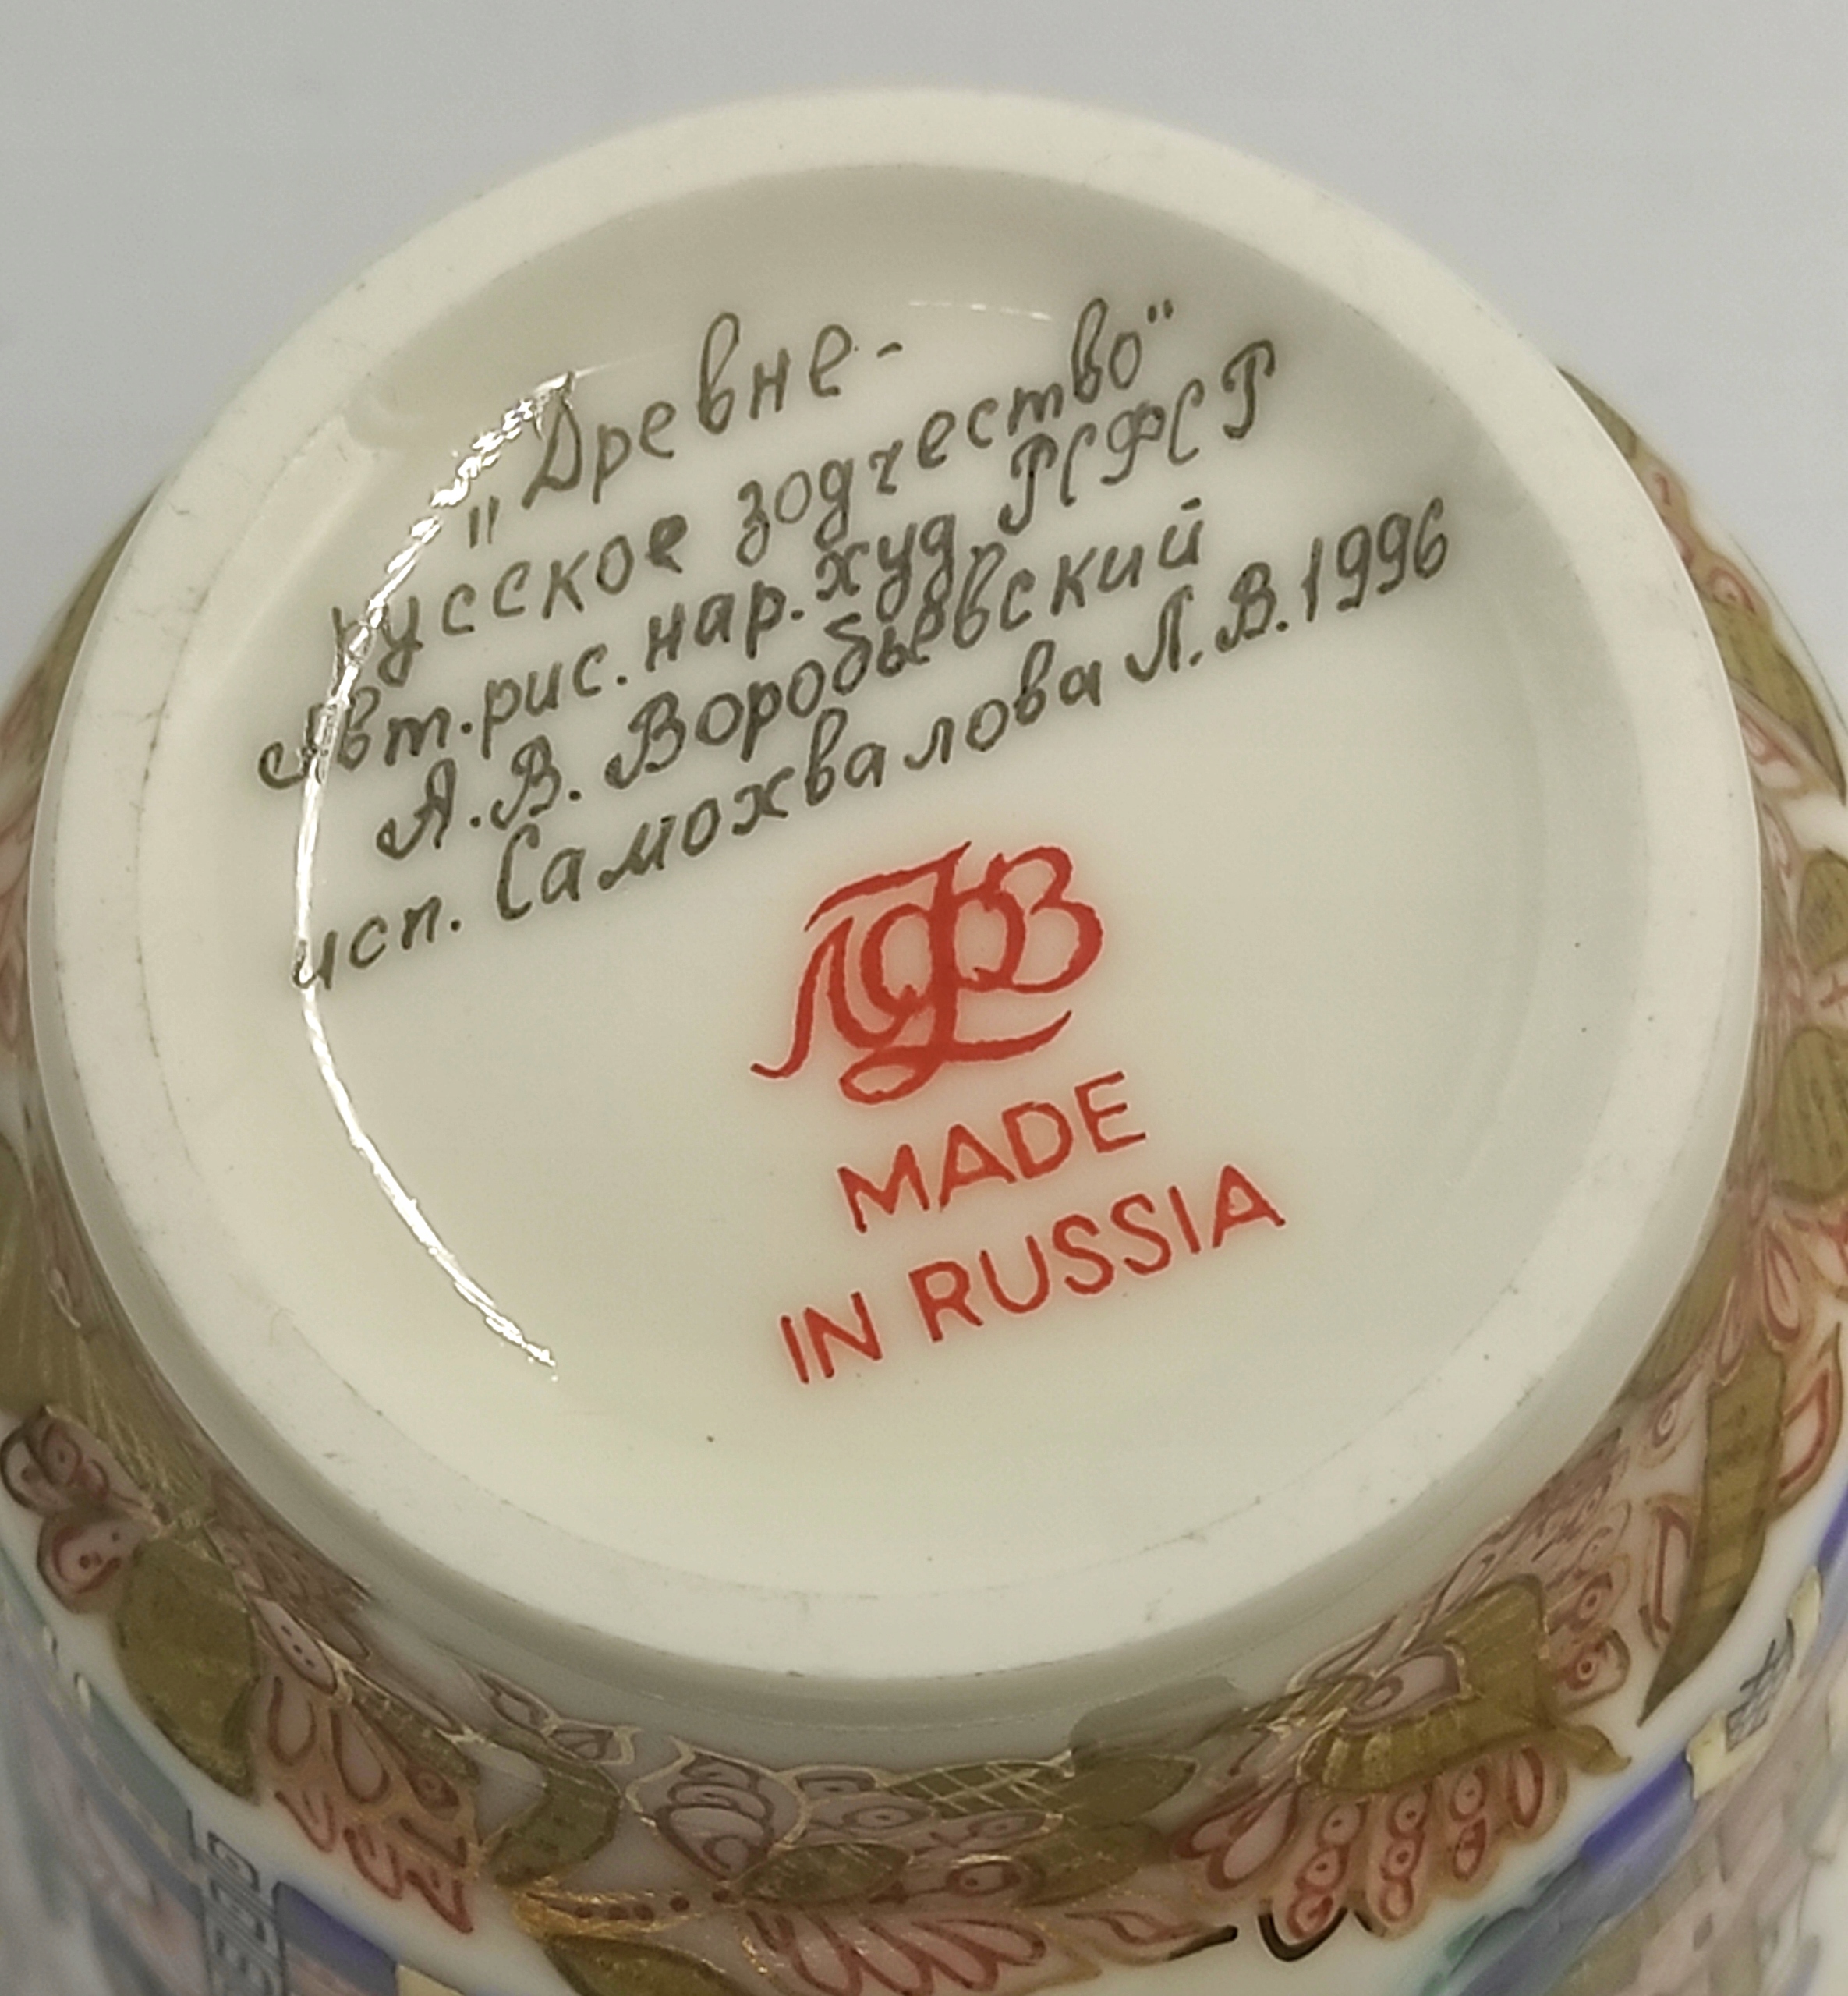 „Древне-
русское зодчество"
Авт.рис.нар.худ. РСФСР
А.В. Воробьевский
исп. Самохвалова Л.В. 1996
ЛФЗ
MADE
IN RUSSIA